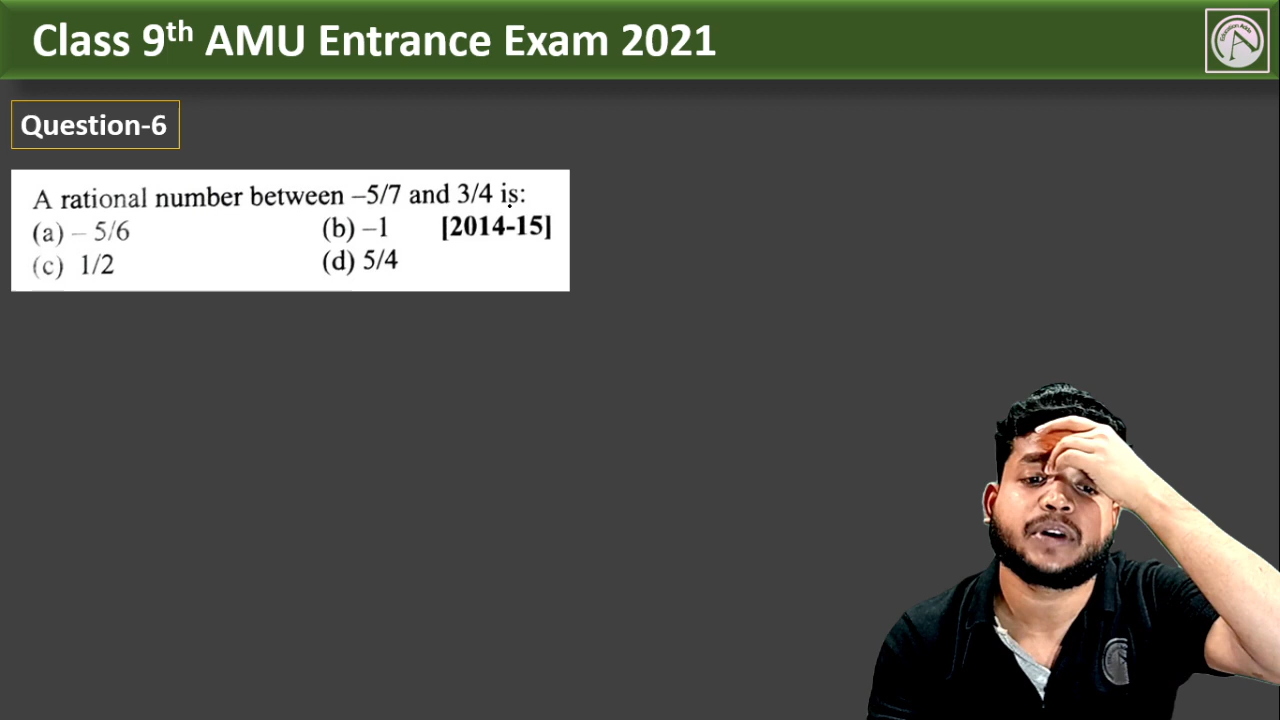 Class 9th AMU Entrance Exam 2021
Question-6
A rational number between –5/7 and 3/4 is:
(a) – 5/6 (b) –1 [2014-15]
(c) 1/2 (d) 5/4